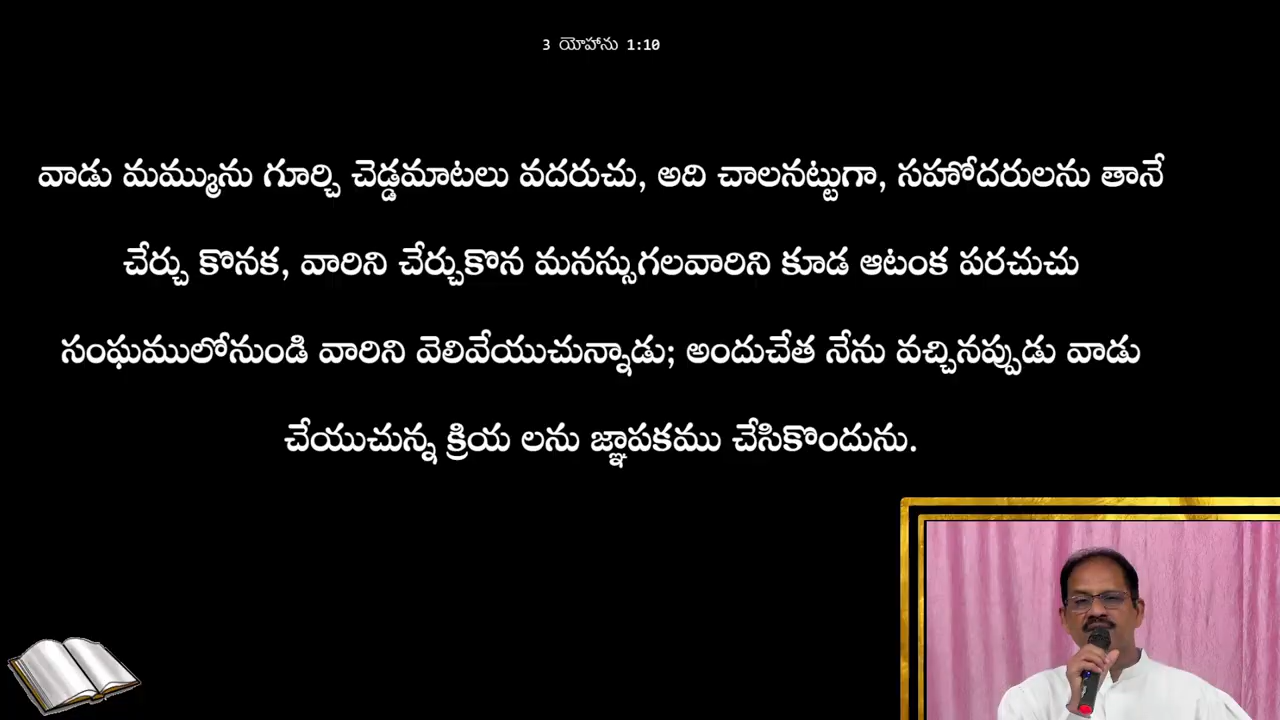 3 యోహాను 1:10
వాడు మమ్మును గూర్చి చెడ్డమాటలు వదరుచు, అది చాలనట్టుగా, సహోదరులను తానే
చేర్చు కొనక, వారిని చేర్చుకొన మనస్సుగలవారిని కూడ ఆటంక పరచుచు
సంఘములోనుండి వారిని వెలివేయుచున్నాడు; అందుచేత నేను వచ్చినప్పుడు వాడు
చేయుచున్న క్రియ లను జ్ఞాపకము చేసికొందును.